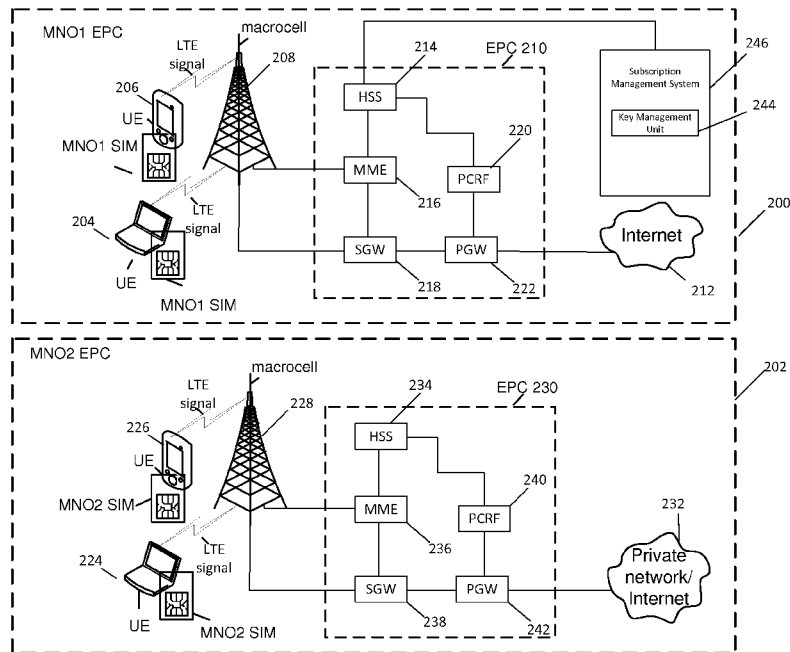 MNO1 EPC
macrocell
LTE
signal
208
EPC 210
214
246
Subscription
Management System
206
HSS
244
UE
Key Management
Unit
MNO1 SIM
220
MME
PCRF
216
LTE
signal
204
200
Internet
SGW
PGW
UE
218
222
212
MNO1 SIM
MNO2 EPC
macrocell
202
LTE
signal
234
EPC 230
228
226
HSS
UE
240
232
MNO2 SIM
MME
PCRF
236
LTE
signal
224
Private
network/
Internet
SGW
PGW
UE
238
242
MNO2 SIM